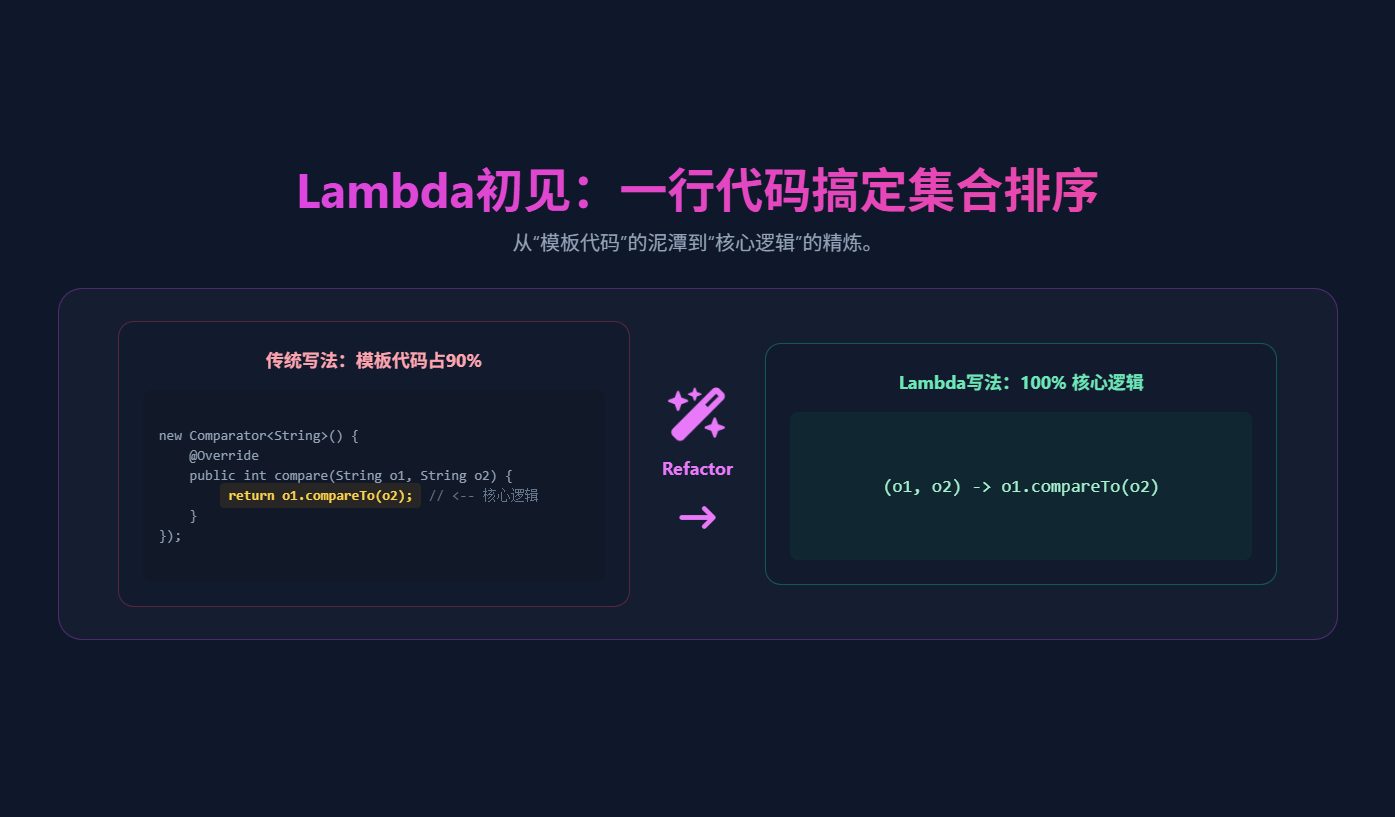 Lambda初见：一行代码搞定集合排序
从“模板代码”的泥潭到“核心逻辑”的精炼。
传统写法：模板代码占90%
new Comparator<String>() {
    @Override
    public int compare(String o1, String o2) {
        return o1.compareTo(o2); // <-- 核心逻辑
    }
});
Refactor
Lambda写法：100% 核心逻辑
(o1, o2) -> o1.compareTo(o2)